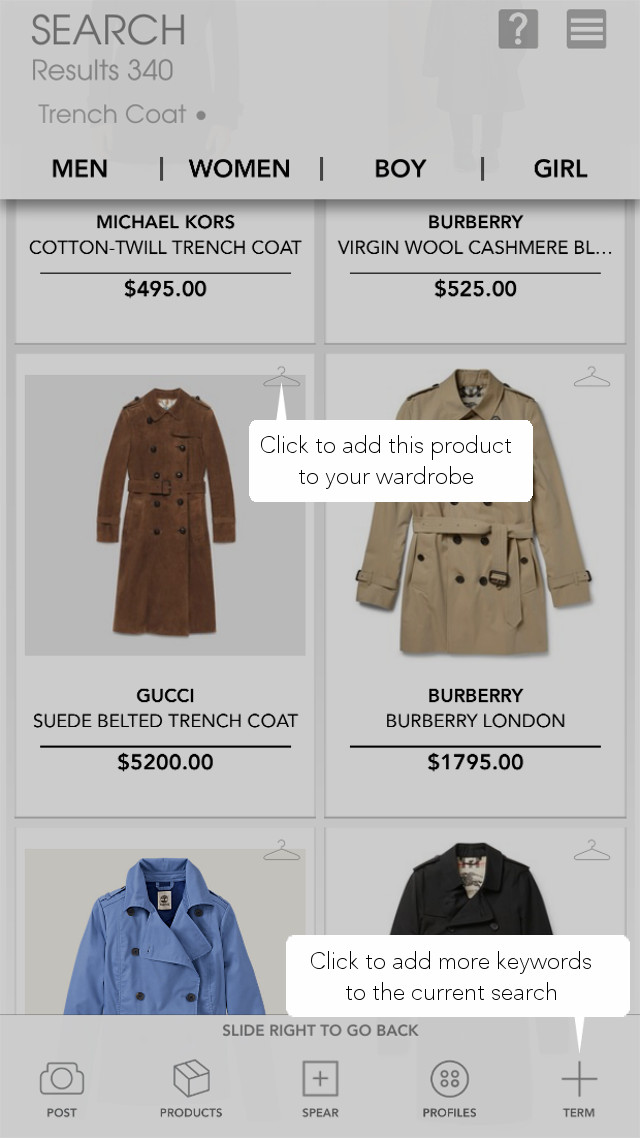 SEARCH
?
Results 340
Trench Coat •
MEN | WOMEN | BOY | GIRL
MICHAEL KORS
COTTON-TWILL TRENCH COAT
$495.00
BURBERRY
VIRGIN WOOL CASHMERE BL...
$525.00
Click to add this product
to your wardrobe
GUCCI
SUEDE BELTED TRENCH COAT
$5200.00
BURBERRY
BURBERRY LONDON
$1795.00
Click to add more keywords
to the current search
SLIDE RIGHT TO GO BACK
POST
PRODUCTS
SPEAR
PROFILES
TERM